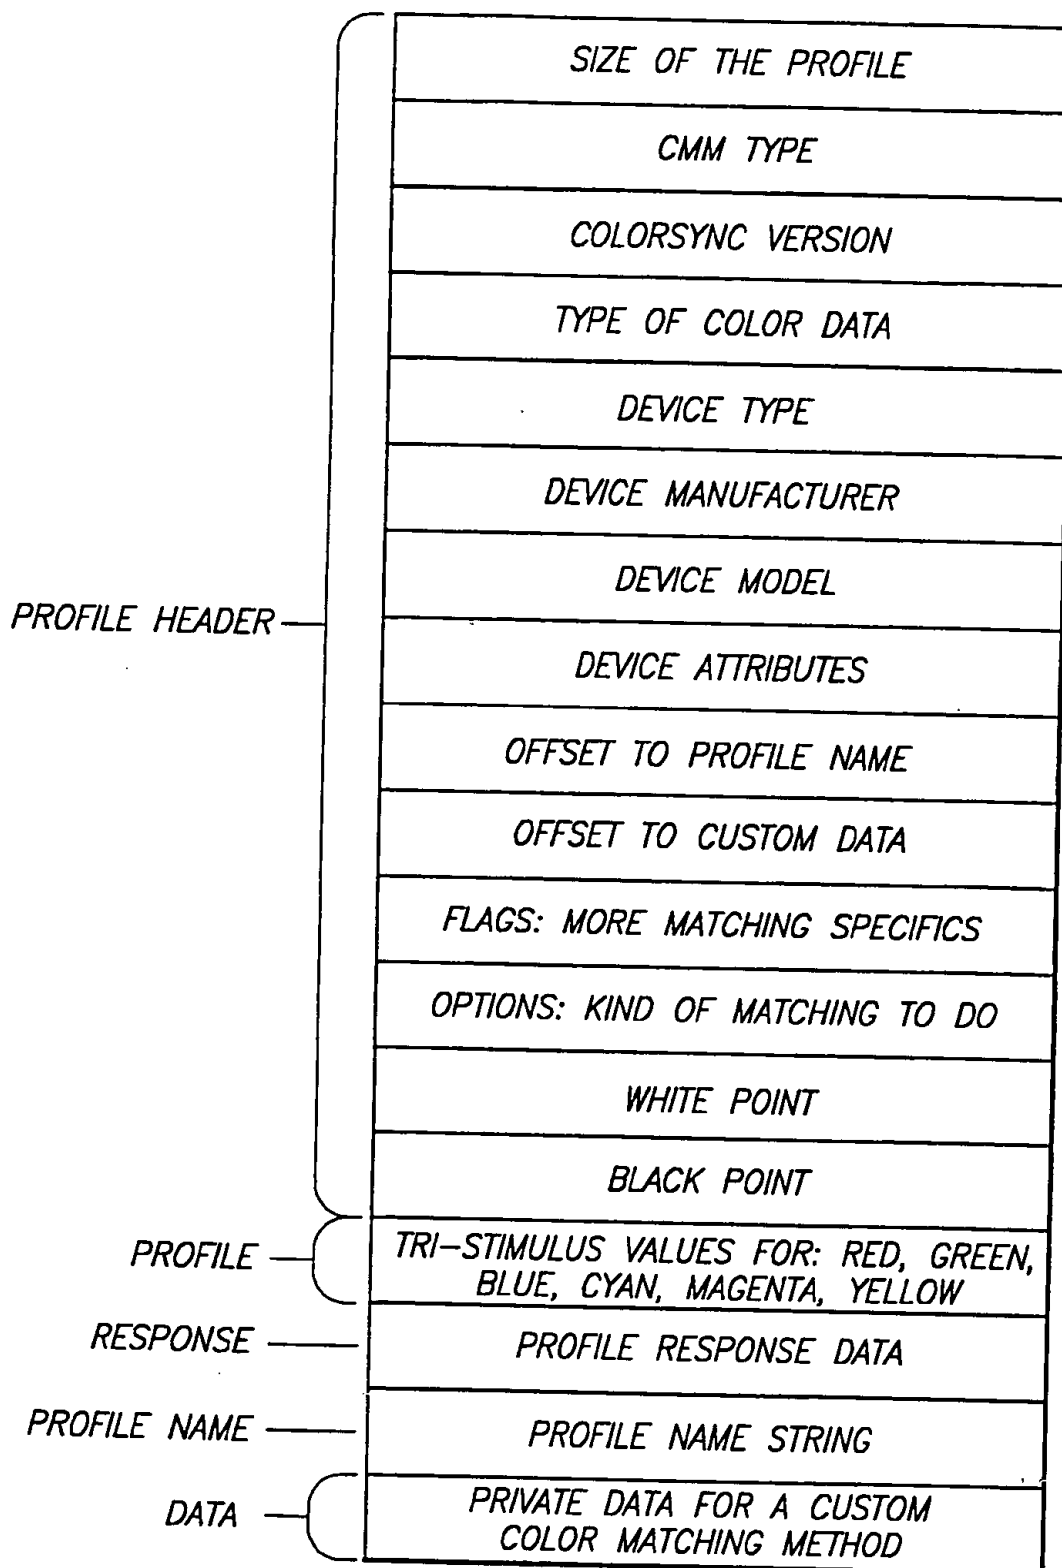 SIZE OF THE PROFILE
CMM TYPE
COLORSYNC VERSION
TYPE OF COLOR DATA
DEVICE TYPE
DEVICE MANUFACTURER
DEVICE MODEL
PROFILE HEADER
DEVICE ATTRIBUTES
OFFSET TO PROFILE NAME
OFFSET TO CUSTOM DATA
FLAGS: MORE MATCHING SPECIFICS
OPTIONS: KIND OF MATCHING TO DO
WHITE POINT
BLACK POINT
PROFILE
TRI-STIMULUS VALUES FOR: RED, GREEN,
BLUE, CYAN, MAGENTA, YELLOW
RESPONSE
PROFILE RESPONSE DATA
PROFILE NAME
PROFILE NAME STRING
DATA
PRIVATE DATA FOR A CUSTOM
COLOR MATCHING METHOD